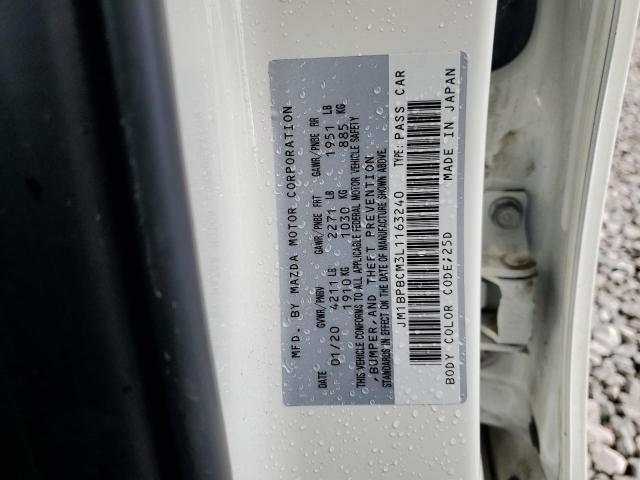 MFD. BY MAZDA MOTOR CORPORATION
DATE GVWR/PNBV GAWR/PNBE FRT GAWR/PNBE RR
01/20 4211 LB 2271 LB 1951 LB
1910 KG 1030 KG 885 KG
THIS VEHICLE CONFORMS TO ALL APPLICABLE FEDERAL MOTOR VEHICLE SAFETY
,BUMPER,AND THEFT PREVENTION
STANDARDS IN EFFECT ON THE DATE OF MANUFACTURE SHOWN ABOVE.
JM1BPBCM3L1163240 TYPE: PASS CAR
BODY COLOR CODE:25D MADE IN JAPAN